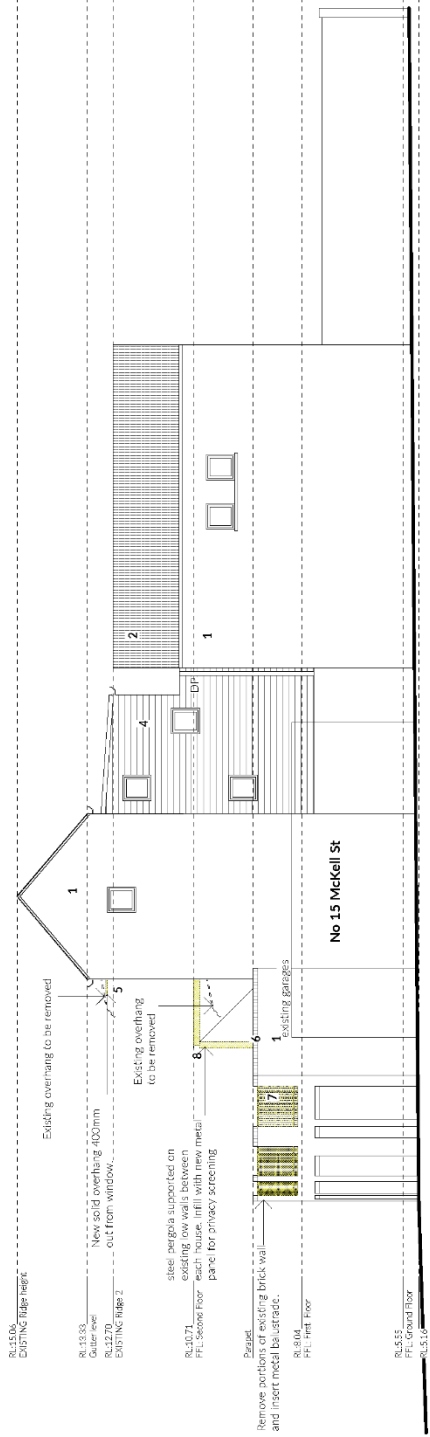 RL:15.06
EXISTING Ridge height
RL:13.33
Gutter level
RL:12.70
EXISTING Ridge 2
RL:10.71
FFL: Second Floor
Parapet
RL:8.04
FFL: First Floor
RL:5.55
FFL: Ground Floor
RL:5.16
Existing overhang to be removed
New solid overhang 400mm
out from window.
Existing overhang
to be removed
steel pergola supported on
existing low walls between
each house. Infill with new metal
panel for privacy screening
Remove portions of existing brick wall
and insert metal balustrade.
1
5
8
6
1
7
existing garages
No 15 McKell St
4
DP
2
1